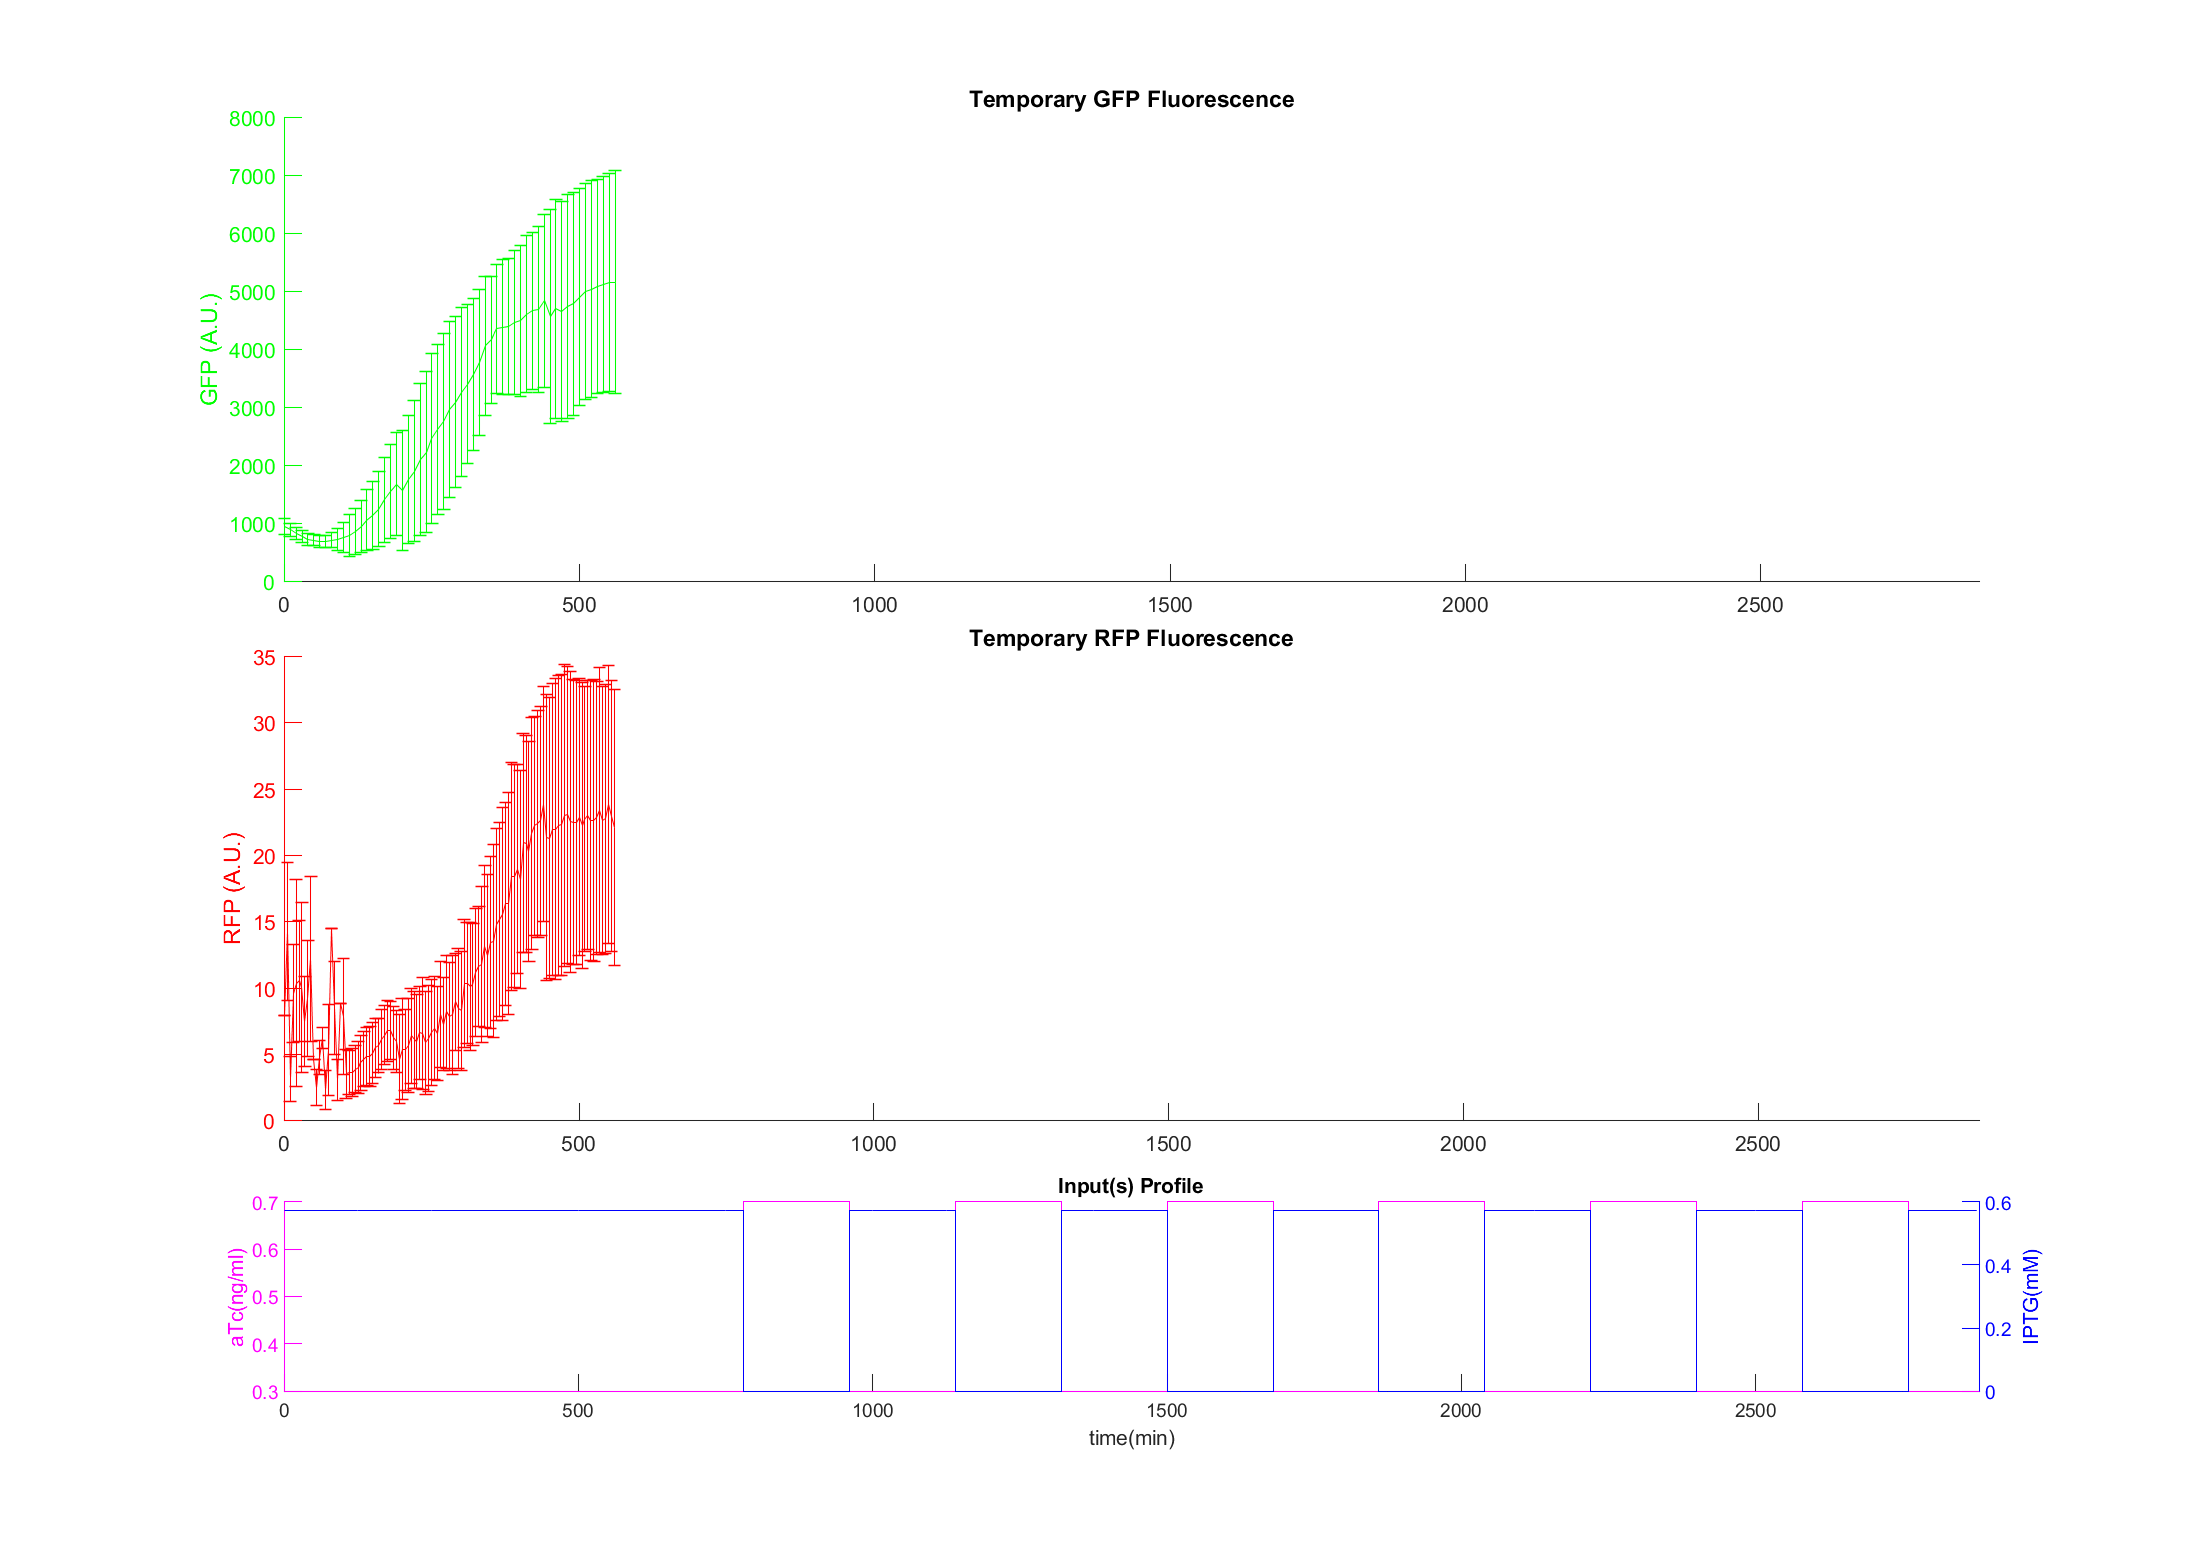 Temporary GFP Fluorescence
8000
7000
6000
5000
4000
3000
2000
1000
0
GFP (A.U.)
0 500 1000 1500 2000 2500
Temporary RFP Fluorescence
35
30
25
20
15
10
5
0
RFP (A.U.)
0 500 1000 1500 2000 2500
Input(s) Profile
0.7
0.6
0.5
0.4
0.3
aTc(ng/ml)
0.6
0.4
0.2
0
IPTG(mM)
0 500 1000 1500 2000 2500
time(min)